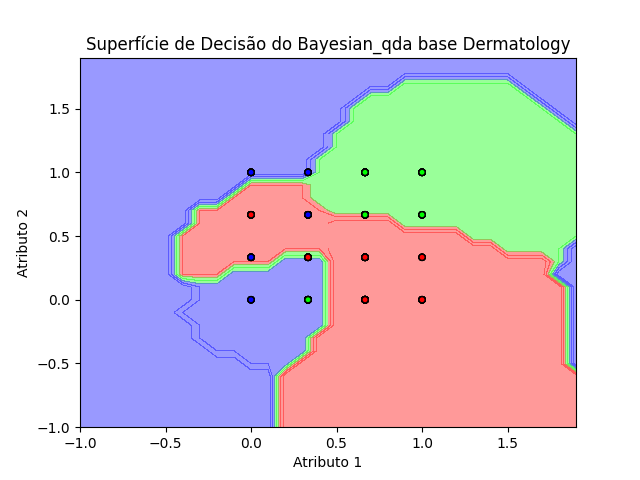 Superfície de Decisão do Bayesian_qda base Dermatology
1.5
1.0
0.5
0.0
−0.5
−1.0
Atributo 2
−1.0 −0.5 0.0 0.5 1.0 1.5
Atributo 1